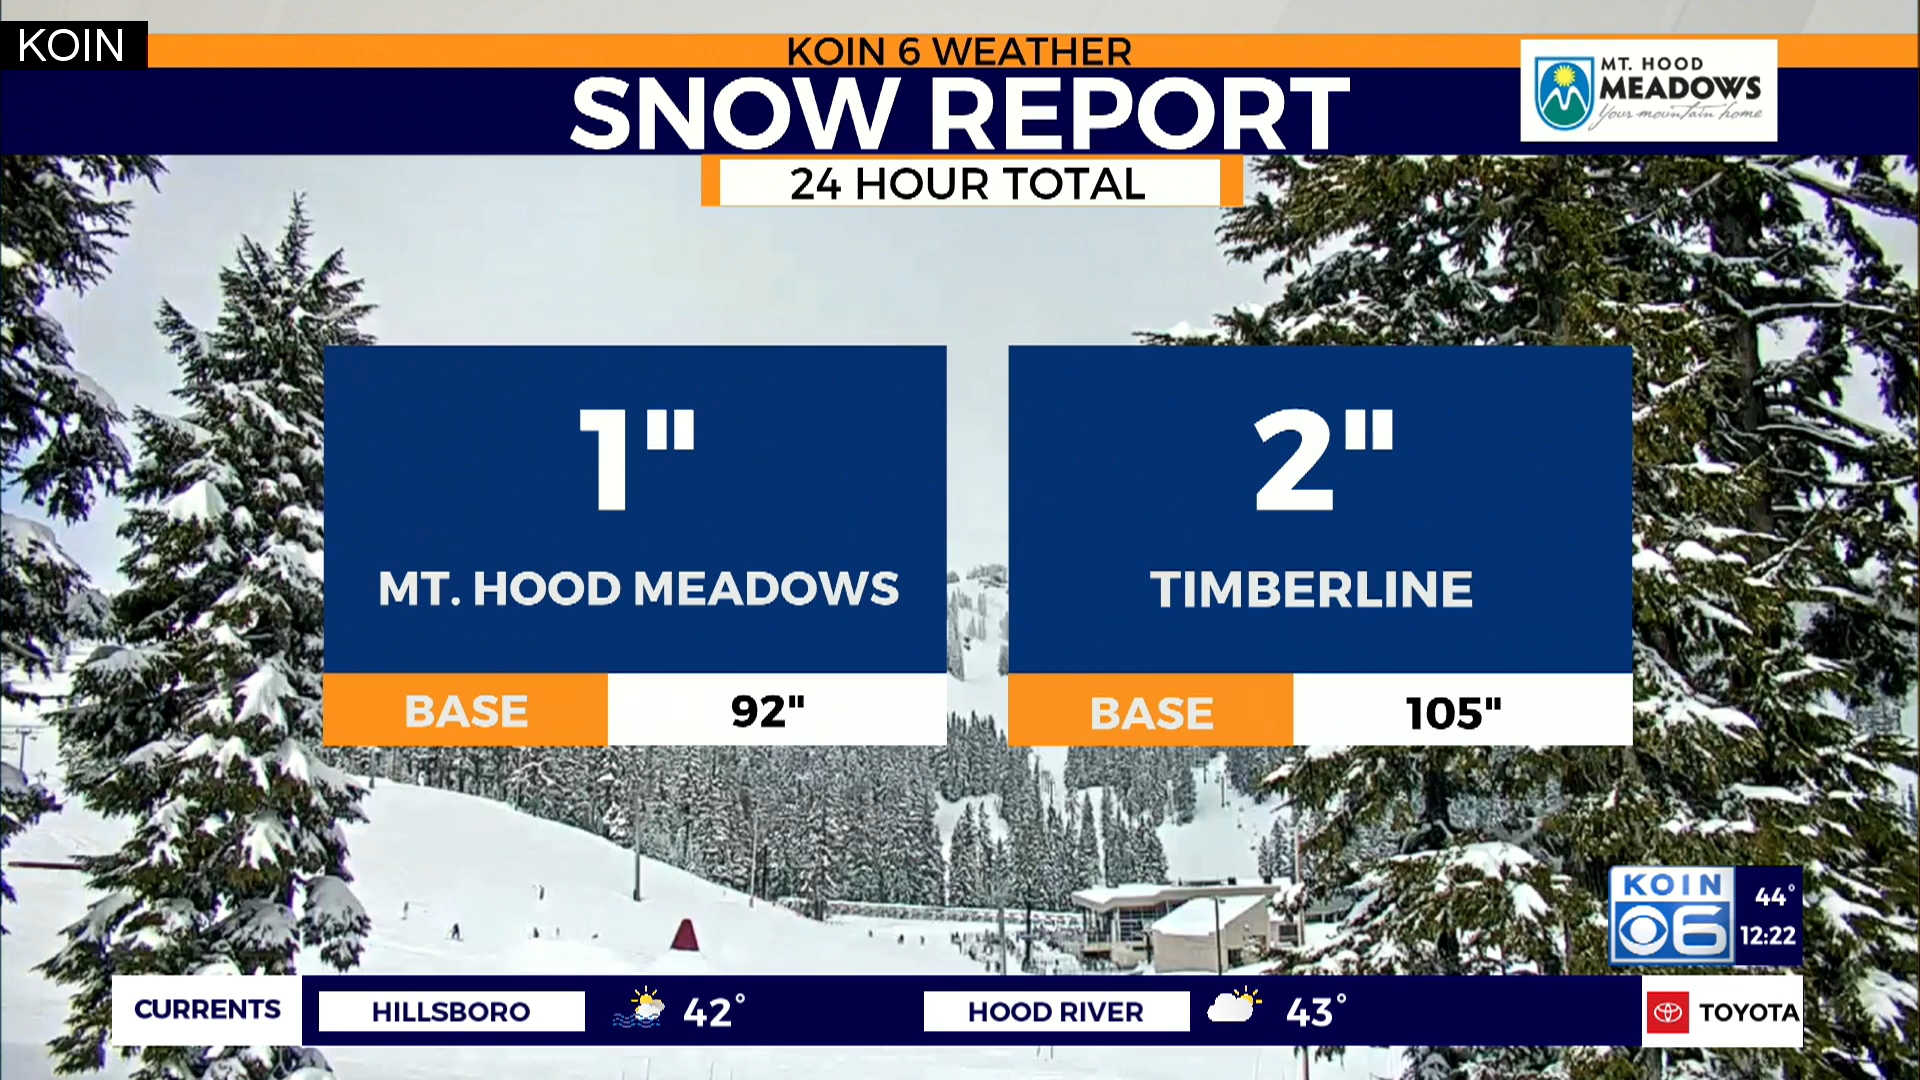 KOIN
KOIN 6 WEATHER
SNOW REPORT
MT. HOOD
MEADOWS
Your mountain home
24 HOUR TOTAL
1"
MT. HOOD MEADOWS
BASE
92"
2"
TIMBERLINE
BASE
105"
KOIN
6
44°
12:22
CURRENTS
HILLSBORO
42°
HOOD RIVER
43°
TOYOTA